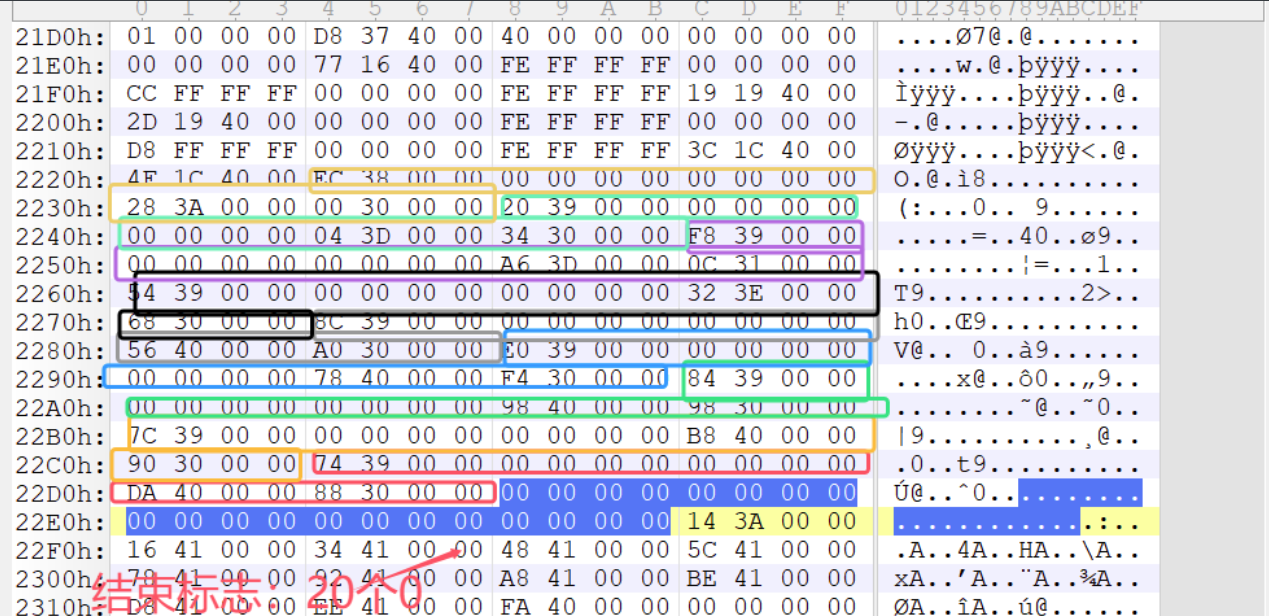 0 1 2 3 4 5 6 7 8 9 A B C D E F 0123456789ABCDEF
21D0h: 01 00 00 00 D8 37 40 00 40 00 00 00 00 00 00 00 ....Ø7@.@.......
21E0h: 00 00 00 00 77 16 40 00 FE FF FF FF 00 00 00 00 ....w.@.þÿÿÿ....
21F0h: CC FF FF FF 00 00 00 00 FE FF FF FF 19 19 40 00 Ìÿÿÿ....þÿÿÿ..@.
2200h: 2D 19 40 00 00 00 00 00 FE FF FF FF 00 00 00 00 -.@.....þÿÿÿ....
2210h: D8 FF FF FF 00 00 00 00 FE FF FF FF 3C 1C 40 00 Øÿÿÿ....þÿÿÿ<.@.
2220h: 4F 1C 40 00 EC 38 00 00 00 00 00 00 00 00 00 00 O.@.ì8..........
2230h: 28 3A 00 00 00 30 00 00 20 39 00 00 00 00 00 00 (:...0.. 9......
2240h: 00 00 00 00 04 3D 00 00 34 30 00 00 F8 39 00 00 .....=..40..ø9..
2250h: 00 00 00 00 00 00 00 00 A6 3D 00 00 0C 31 00 00 ........¦=...1..
2260h: 54 39 00 00 00 00 00 00 00 00 00 00 32 3E 00 00 T9..........2>..
2270h: 68 30 00 00 8C 39 00 00 00 00 00 00 00 00 00 00 h0..Œ9..........
2280h: 56 40 00 00 A0 30 00 00 E0 39 00 00 00 00 00 00 V@.. 0..à9......
2290h: 00 00 00 00 78 40 00 00 F4 30 00 00 84 39 00 00 ....x@..ô0..„9..
22A0h: 00 00 00 00 00 00 00 00 98 40 00 00 98 30 00 00 ........˜@..˜0..
22B0h: 7C 39 00 00 00 00 00 00 00 00 00 00 B8 40 00 00 |9..........¸@..
22C0h: 90 30 00 00 74 39 00 00 00 00 00 00 00 00 00 00 .0..t9..........
22D0h: DA 40 00 00 88 30 00 00 00 00 00 00 00 00 00 00 Ú@..ˆ0..........
22E0h: 00 00 00 00 00 00 00 00 00 00 00 00 14 3A 00 00 .............:..
22F0h: 16 41 00 00 34 41 00 00 48 41 00 00 5C 41 00 00 .A..4A..HA..\A..
2300h: 78 41 00 00 92 41 00 00 A8 41 00 00 BE 41 00 00 xA..’A..¨A..¾A..
结束标志：20个0
2310h: D8 41 00 00 EE 41 00 00 FA 40 00 00 00 00 00 00 ØA..îA..ú@......